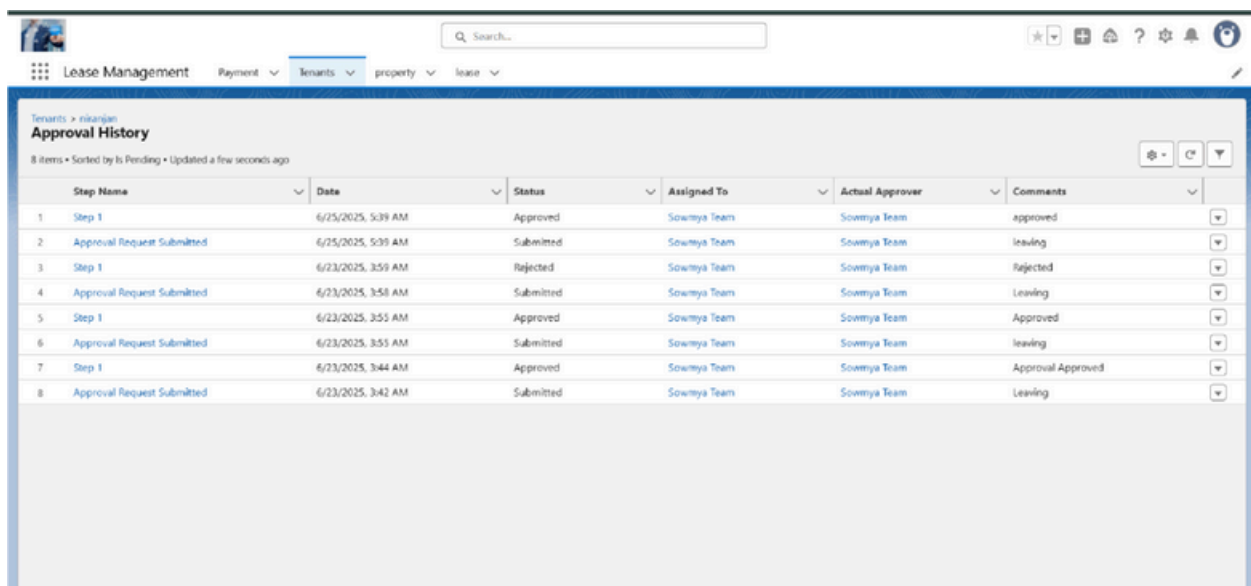 Search...
Lease Management Payment Tenants property lease
Tenants > niranjan
Approval History
8 items • Sorted by Is Pending • Updated a few seconds ago
Step Name Date Status Assigned To Actual Approver Comments
1 Step 1 6/25/2025, 5:39 AM Approved Sowmya Team Sowmya Team approved
2 Approval Request Submitted 6/25/2025, 5:39 AM Submitted Sowmya Team Sowmya Team leaving
3 Step 1 6/23/2025, 3:59 AM Rejected Sowmya Team Sowmya Team Rejected
4 Approval Request Submitted 6/23/2025, 3:58 AM Submitted Sowmya Team Sowmya Team Leaving
5 Step 1 6/23/2025, 3:55 AM Approved Sowmya Team Sowmya Team Approved
6 Approval Request Submitted 6/23/2025, 3:55 AM Submitted Sowmya Team Sowmya Team leaving
7 Step 1 6/23/2025, 3:44 AM Approved Sowmya Team Sowmya Team Approval Approved
8 Approval Request Submitted 6/23/2025, 3:42 AM Submitted Sowmya Team Sowmya Team Leaving